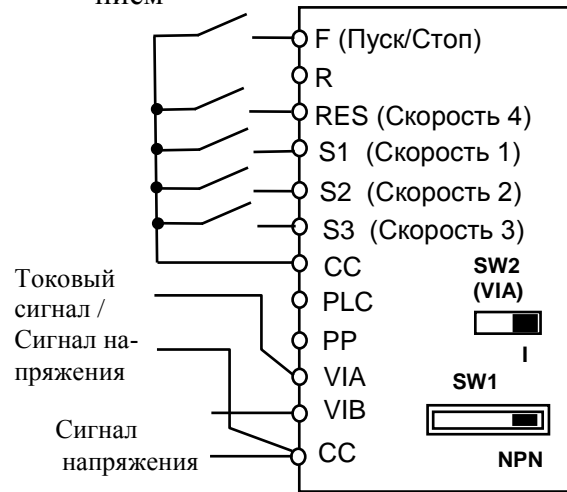 нием
F (Пуск/Стоп)
R
RES (Скорость 4)
S1 (Скорость 1)
S2 (Скорость 2)
S3 (Скорость 3)
CC
PLC
PP
VIA
VIB
CC
Токовый
сигнал /
Сигнал на-
пряжения
Сигнал
напряжения
SW2
(VIA)
I
SW1
NPN